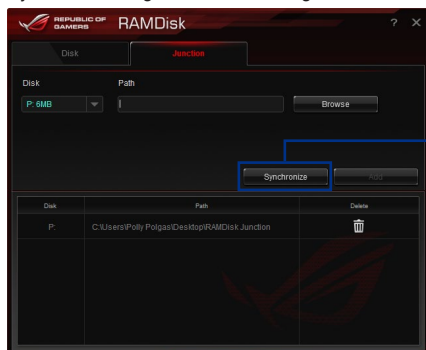 REPUBLIC OF
GAMERS
RAMDisk
? ×
Disk
Junction
Disk
Path
P: 6MB
Browse
Synchronize
Add
Disk
Path
Delete
P:
C:\Users\Polly Polgas\Desktop\RAMDisk Junction